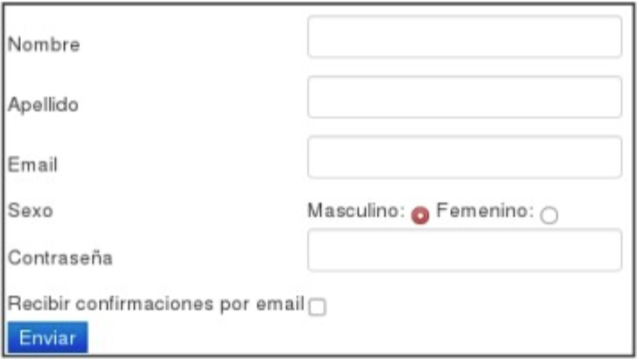 Nombre
Apellido
Email
Sexo Masculino: Femenino:
Contraseña
Recibir confirmaciones por email
Enviar